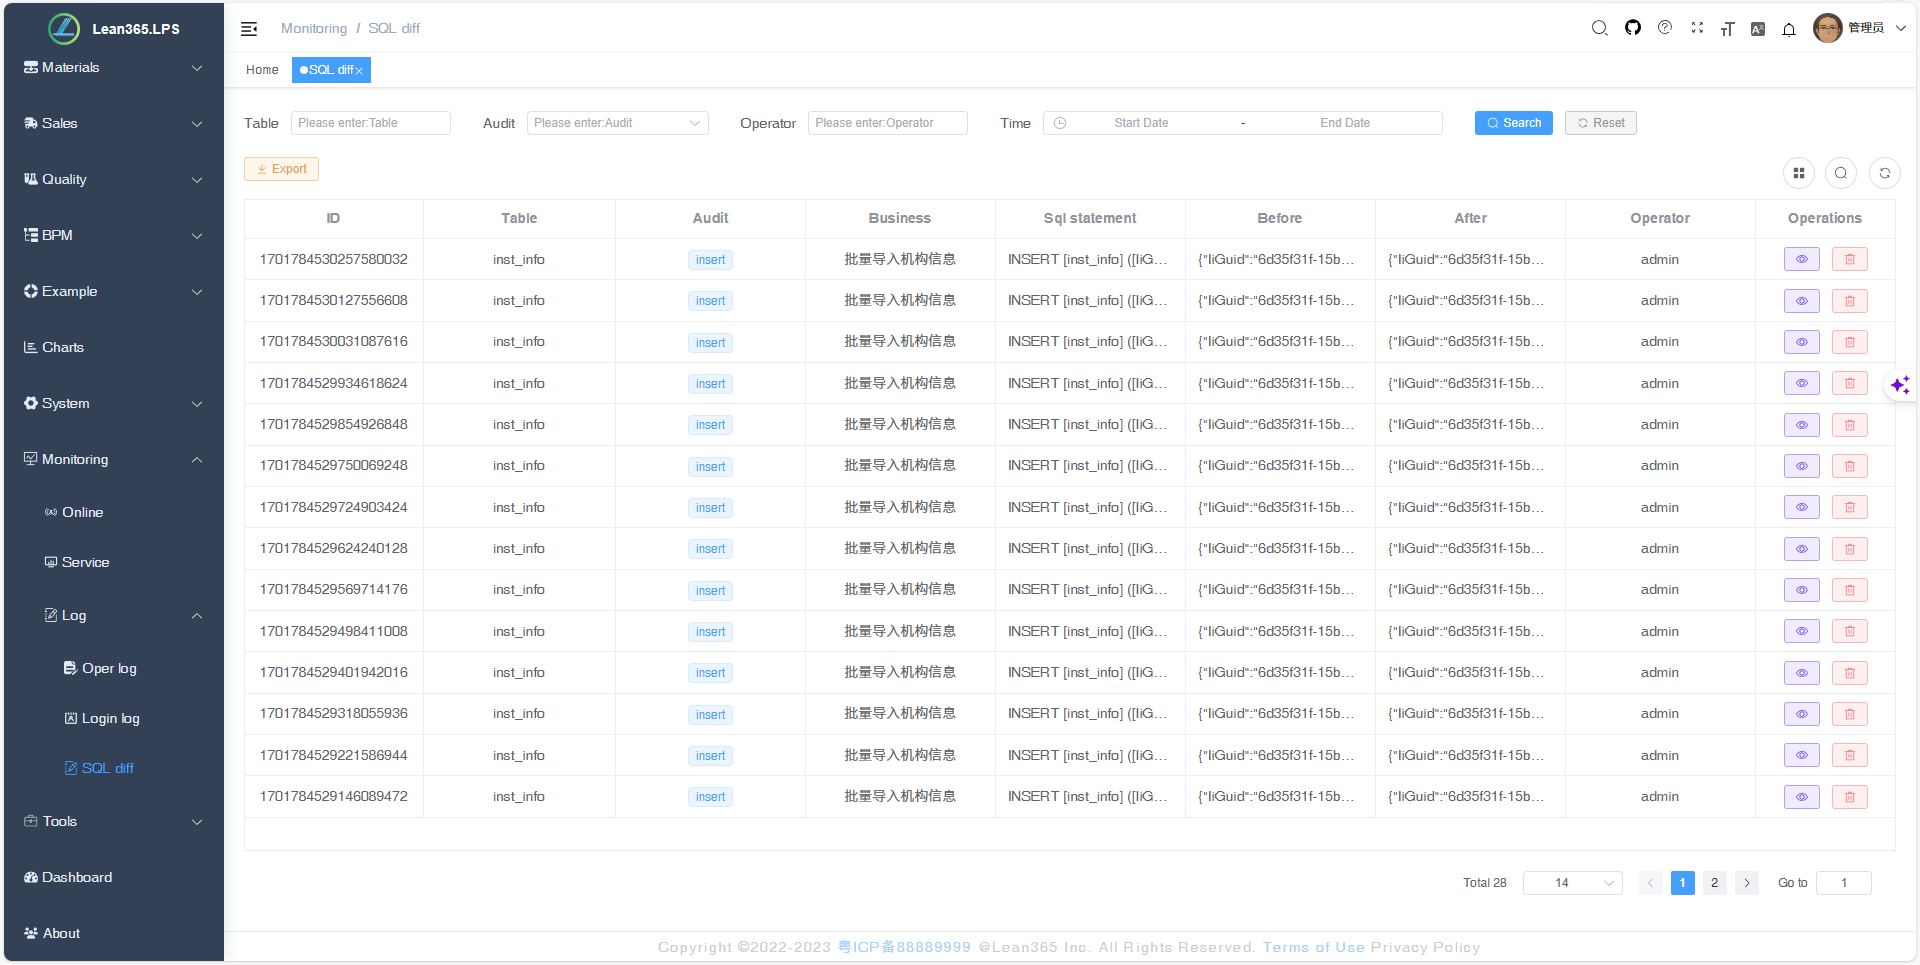 Lean365.LPS
Materials
Sales
Quality
BPM
Example
Charts
System
Monitoring
Online
Service
Log
Oper log
Login log
SQL diff
Tools
Dashboard
About
Monitoring / SQL diff
管理员
Home
SQL diff
Table Please enter:Table Audit Please enter:Audit Operator Please enter:Operator Time Start Date - End Date Search Reset
Export
ID Table Audit Business Sql statement Before After Operator Operations
1701784530257580032 inst_info insert 批量导入机构信息 INSERT [inst_info] ([IiG... {"IiGuid":"6d35f31f-15b... {"IiGuid":"6d35f31f-15b... admin
1701784530127556608 inst_info insert 批量导入机构信息 INSERT [inst_info] ([IiG... {"IiGuid":"6d35f31f-15b... {"IiGuid":"6d35f31f-15b... admin
1701784530031087616 inst_info insert 批量导入机构信息 INSERT [inst_info] ([IiG... {"IiGuid":"6d35f31f-15b... {"IiGuid":"6d35f31f-15b... admin
1701784529934618624 inst_info insert 批量导入机构信息 INSERT [inst_info] ([IiG... {"IiGuid":"6d35f31f-15b... {"IiGuid":"6d35f31f-15b... admin
1701784529854926848 inst_info insert 批量导入机构信息 INSERT [inst_info] ([IiG... {"IiGuid":"6d35f31f-15b... {"IiGuid":"6d35f31f-15b... admin
1701784529750069248 inst_info insert 批量导入机构信息 INSERT [inst_info] ([IiG... {"IiGuid":"6d35f31f-15b... {"IiGuid":"6d35f31f-15b... admin
1701784529724903424 inst_info insert 批量导入机构信息 INSERT [inst_info] ([IiG... {"IiGuid":"6d35f31f-15b... {"IiGuid":"6d35f31f-15b... admin
1701784529624240128 inst_info insert 批量导入机构信息 INSERT [inst_info] ([IiG... {"IiGuid":"6d35f31f-15b... {"IiGuid":"6d35f31f-15b... admin
1701784529569714176 inst_info insert 批量导入机构信息 INSERT [inst_info] ([IiG... {"IiGuid":"6d35f31f-15b... {"IiGuid":"6d35f31f-15b... admin
1701784529498411008 inst_info insert 批量导入机构信息 INSERT [inst_info] ([IiG... {"IiGuid":"6d35f31f-15b... {"IiGuid":"6d35f31f-15b... admin
1701784529401942016 inst_info insert 批量导入机构信息 INSERT [inst_info] ([IiG... {"IiGuid":"6d35f31f-15b... {"IiGuid":"6d35f31f-15b... admin
1701784529318055936 inst_info insert 批量导入机构信息 INSERT [inst_info] ([IiG... {"IiGuid":"6d35f31f-15b... {"IiGuid":"6d35f31f-15b... admin
1701784529221586944 inst_info insert 批量导入机构信息 INSERT [inst_info] ([IiG... {"IiGuid":"6d35f31f-15b... {"IiGuid":"6d35f31f-15b... admin
1701784529146089472 inst_info insert 批量导入机构信息 INSERT [inst_info] ([IiG... {"IiGuid":"6d35f31f-15b... {"IiGuid":"6d35f31f-15b... admin
Total 28 14 1 2 Go to 1
Copyright ©2022-2023 粤ICP备88889999 @Lean365 Inc. All Rights Reserved. Terms of Use Privacy Policy